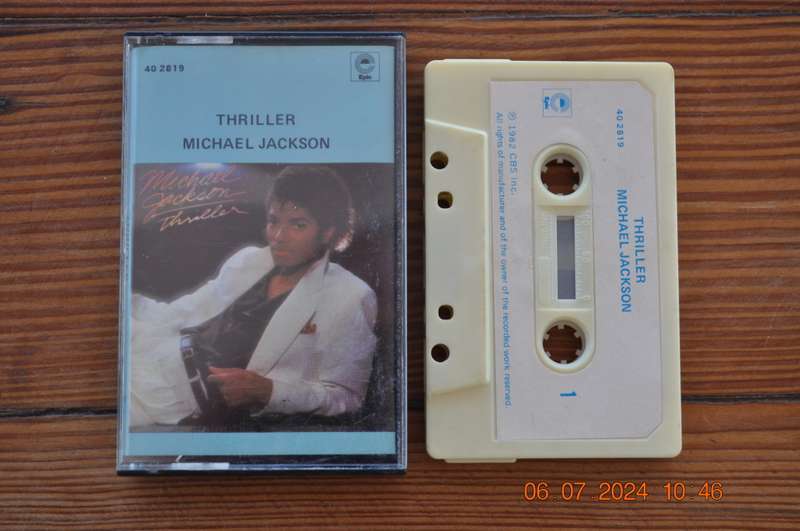 40 2819
Epic
THRILLER
MICHAEL JACKSON
Michael
Jackson
Thriller
Epic
40 2819
THRILLER
MICHAEL JACKSON
℗ 1982 CBS Inc.
All rights of manufacturer and of the owner of the recorded work reserved.
1
06.07.2024 10:46